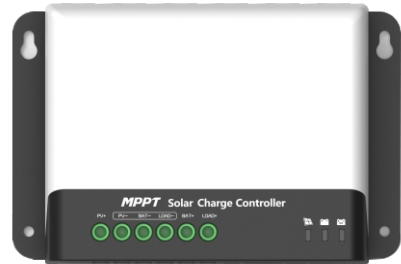 MPPT Solar Charge Controller
PV+ PV− BAT− LOAD− BAT+ LOAD+